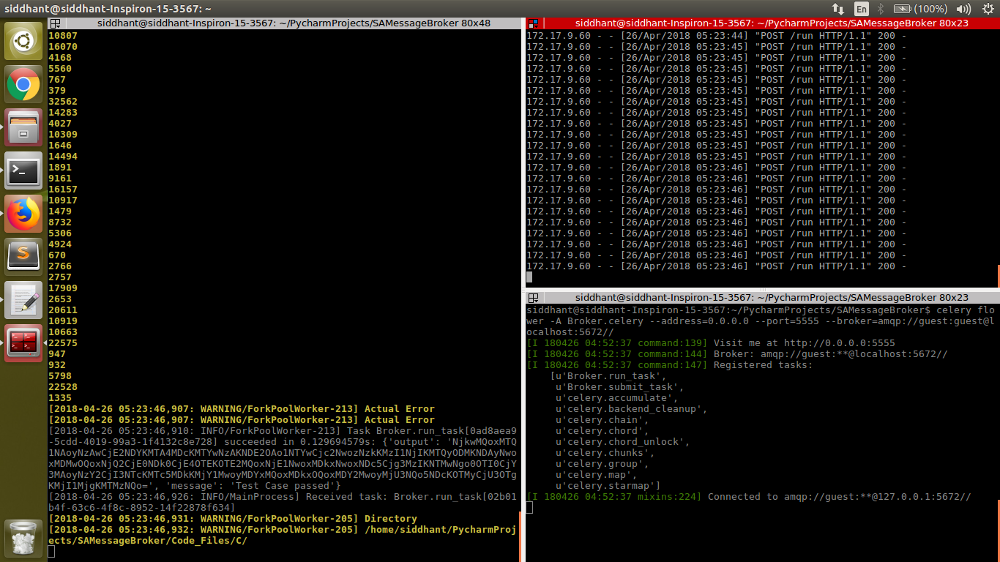 siddhant@siddhant-Inspiron-15-3567: ~
En
(100%)
siddhant@siddhant-Inspiron-15-3567: ~/PycharmProjects/SAMessageBroker 80x48
10807
16070
4168
5560
767
379
32562
14283
4027
10309
1646
14494
1891
9161
16157
10917
1479
8732
5306
4924
670
2766
2757
17909
2653
20611
10919
10663
22575
947
932
5798
22528
1335
[2018-04-26 05:23:46,907: WARNING/ForkPoolWorker-213] Actual Error
[2018-04-26 05:23:46,907: WARNING/ForkPoolWorker-213] Actual Error
[2018-04-26 05:23:46,910: INFO/ForkPoolWorker-213] Task Broker.run_task[0ad8aea9
-5cdd-4019-99a3-1f4132c8e728] succeeded in 0.129694579s: {'output': 'NjkwMQoxMTQ
1NAoyNzAwCjE2NDYKMTA4MDcKMTYwNzAKNDE2OAo1NTYwCjc2NwozNzkKMzI1NjIKMTQyODMKNDAyNwo
xMDMwOQoxNjQ2CjE0NDk0CjE4OTEKOTE2MQoxNjE1NwoxMDkxNwoxNDc5Cjg3MzIKNTMwNgo0OTI0CjY
3MAoyNzY2CjI3NTcKMTc5MDkKMjY1MwoyMDYxMQoxMDkxOQoxMDY2MwoyMjU3NQo5NDcKOTMyCjU3OTg
KMjI1MjgKMTMzNQo=', 'message': 'Test Case passed'}
[2018-04-26 05:23:46,926: INFO/MainProcess] Received task: Broker.run_task[02b01
b4f-63c6-4f8c-8952-14f22878f634]
[2018-04-26 05:23:46,931: WARNING/ForkPoolWorker-205] Directory
[2018-04-26 05:23:46,932: WARNING/ForkPoolWorker-205] /home/siddhant/PycharmProj
ects/SAMessageBroker/Code_Files/C/
siddhant@siddhant-Inspiron-15-3567: ~/PycharmProjects/SAMessageBroker 80x23
172.17.9.60 - - [26/Apr/2018 05:23:44] "POST /run HTTP/1.1" 200 -
172.17.9.60 - - [26/Apr/2018 05:23:45] "POST /run HTTP/1.1" 200 -
172.17.9.60 - - [26/Apr/2018 05:23:45] "POST /run HTTP/1.1" 200 -
172.17.9.60 - - [26/Apr/2018 05:23:45] "POST /run HTTP/1.1" 200 -
172.17.9.60 - - [26/Apr/2018 05:23:45] "POST /run HTTP/1.1" 200 -
172.17.9.60 - - [26/Apr/2018 05:23:45] "POST /run HTTP/1.1" 200 -
172.17.9.60 - - [26/Apr/2018 05:23:45] "POST /run HTTP/1.1" 200 -
172.17.9.60 - - [26/Apr/2018 05:23:45] "POST /run HTTP/1.1" 200 -
172.17.9.60 - - [26/Apr/2018 05:23:45] "POST /run HTTP/1.1" 200 -
172.17.9.60 - - [26/Apr/2018 05:23:45] "POST /run HTTP/1.1" 200 -
172.17.9.60 - - [26/Apr/2018 05:23:45] "POST /run HTTP/1.1" 200 -
172.17.9.60 - - [26/Apr/2018 05:23:45] "POST /run HTTP/1.1" 200 -
172.17.9.60 - - [26/Apr/2018 05:23:46] "POST /run HTTP/1.1" 200 -
172.17.9.60 - - [26/Apr/2018 05:23:46] "POST /run HTTP/1.1" 200 -
172.17.9.60 - - [26/Apr/2018 05:23:46] "POST /run HTTP/1.1" 200 -
172.17.9.60 - - [26/Apr/2018 05:23:46] "POST /run HTTP/1.1" 200 -
172.17.9.60 - - [26/Apr/2018 05:23:46] "POST /run HTTP/1.1" 200 -
172.17.9.60 - - [26/Apr/2018 05:23:46] "POST /run HTTP/1.1" 200 -
172.17.9.60 - - [26/Apr/2018 05:23:46] "POST /run HTTP/1.1" 200 -
172.17.9.60 - - [26/Apr/2018 05:23:46] "POST /run HTTP/1.1" 200 -
172.17.9.60 - - [26/Apr/2018 05:23:46] "POST /run HTTP/1.1" 200 -
172.17.9.60 - - [26/Apr/2018 05:23:46] "POST /run HTTP/1.1" 200 -
siddhant@siddhant-Inspiron-15-3567: ~/PycharmProjects/SAMessageBroker 80x23
siddhant@siddhant-Inspiron-15-3567:~/PycharmProjects/SAMessageBroker$ celery flo
wer -A Broker.celery --address=0.0.0.0 --port=5555 --broker=amqp://guest:guest@l
ocalhost:5672//
[I 180426 04:52:37 command:139] Visit me at http://0.0.0.0:5555
[I 180426 04:52:37 command:144] Broker: amqp://guest:**@localhost:5672//
[I 180426 04:52:37 command:147] Registered tasks:
[u'Broker.run_task',
u'Broker.submit_task',
u'celery.accumulate',
u'celery.backend_cleanup',
u'celery.chain',
u'celery.chord',
u'celery.chord_unlock',
u'celery.chunks',
u'celery.group',
u'celery.map',
u'celery.starmap']
[I 180426 04:52:37 mixins:224] Connected to amqp://guest:**@127.0.0.1:5672//